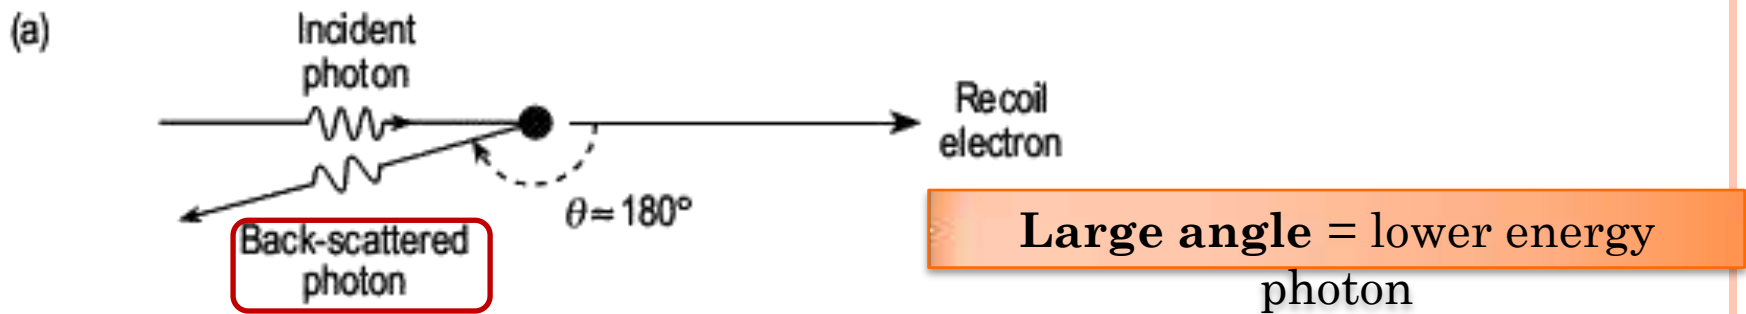 (a)
Incident
photon
Recoil
electron
θ≃180°
Back-scattered
photon
Large angle = lower energy
photon